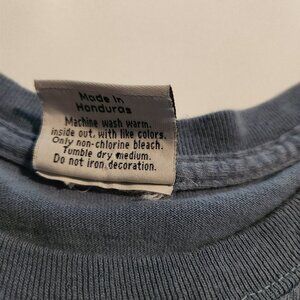 Made In
Honduras
Machine wash warm,
inside out, with like colors.
Only non-chlorine bleach.
Tumble dry medium.
Do not iron decoration.